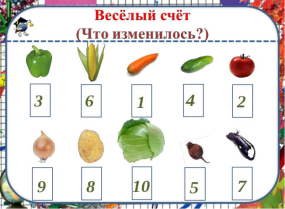 Весёлый счёт
(Что изменилось?)
3 6 1 4 2
9 8 10 5 7